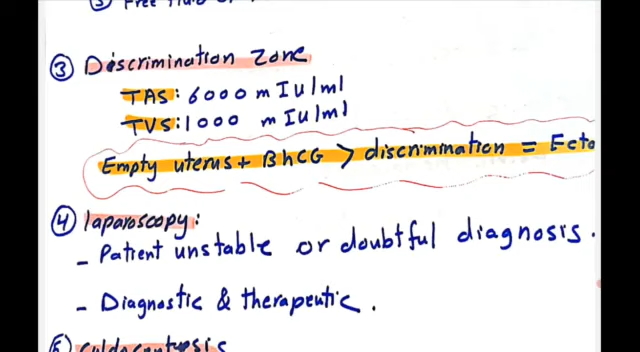 ③ Discrimination Zone
TAS: 6000 mIu/ml
TVS: 1000 mIu/ml
Empty uterus + BhCG > discrimination = Ecto
④ laparoscopy:
- Patient unstable or doubtful diagnosis.
- Diagnostic & therapeutic.